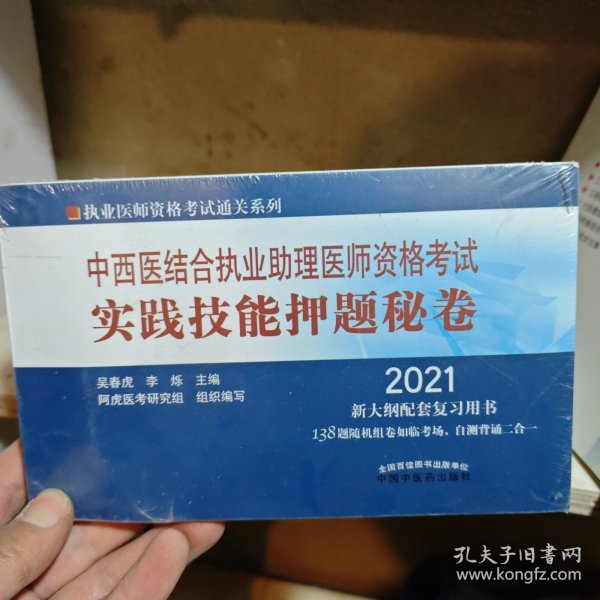 执业医师资格考试通关系列
中西医结合执业助理医师资格考试
实践技能押题秘卷
吴春虎 李 烁 主编
阿虎医考研究组 组织编写
2021
新大纲配套复习用书
138题随机组卷如临考场、自测背诵二合一
全国百佳图书出版单位
中国中医药出版社
孔夫子旧书网
www.kongfz.com